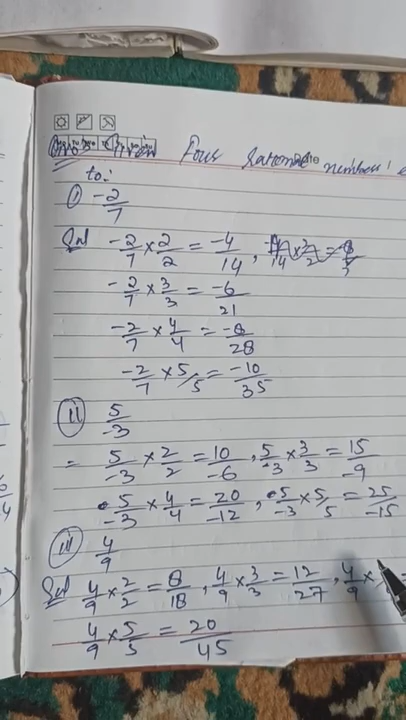 Given Four rational numbers
to:
(i) -2/7
Sol -2/7 × 2/2 = -4/14,
-2/7 × 3/3 = -6/21
-2/7 × 4/4 = -8/28
-2/7 × 5/5 = -10/35
(ii) 5/-3
= 5/-3 × 2/2 = 10/-6, 5/-3 × 3/3 = 15/-9
5/-3 × 4/4 = 20/-12, 5/-3 × 5/5 = 25/-15
(iii) 4/9
Sol 4/9 × 2/2 = 8/18, 4/9 × 3/3 = 12/27, 4/9 ×
4/9 × 5/5 = 20/45